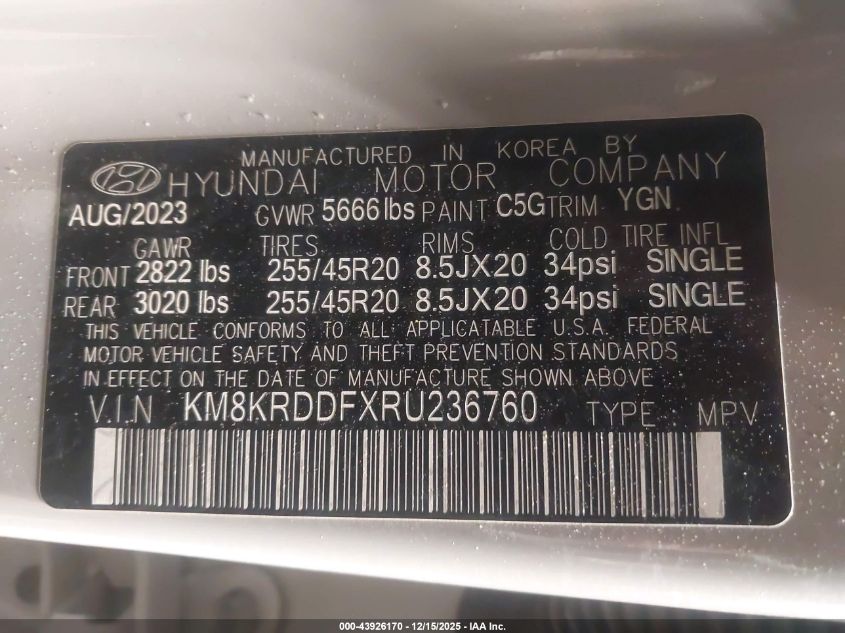 MANUFACTURED IN KOREA BY
HYUNDAI MOTOR COMPANY
AUG/2023 GVWR 5666 lbs PAINT C5G TRIM YGN
GAWR TIRES RIMS COLD TIRE INFL
FRONT 2822 lbs 255/45R20 8.5JX20 34psi SINGLE
REAR 3020 lbs 255/45R20 8.5JX20 34psi SINGLE
THIS VEHICLE CONFORMS TO ALL APPLICATABLE U.S.A. FEDERAL
MOTOR VEHICLE SAFETY AND THEFT PREVENTION STANDARDS
IN EFFECT ON THE DATE OF MANUFACTURE SHOWN ABOVE
V.I.N KM8KRDDFXRU236760 TYPE : MPV
000-43926170 - 12/15/2025 - IAA Inc.